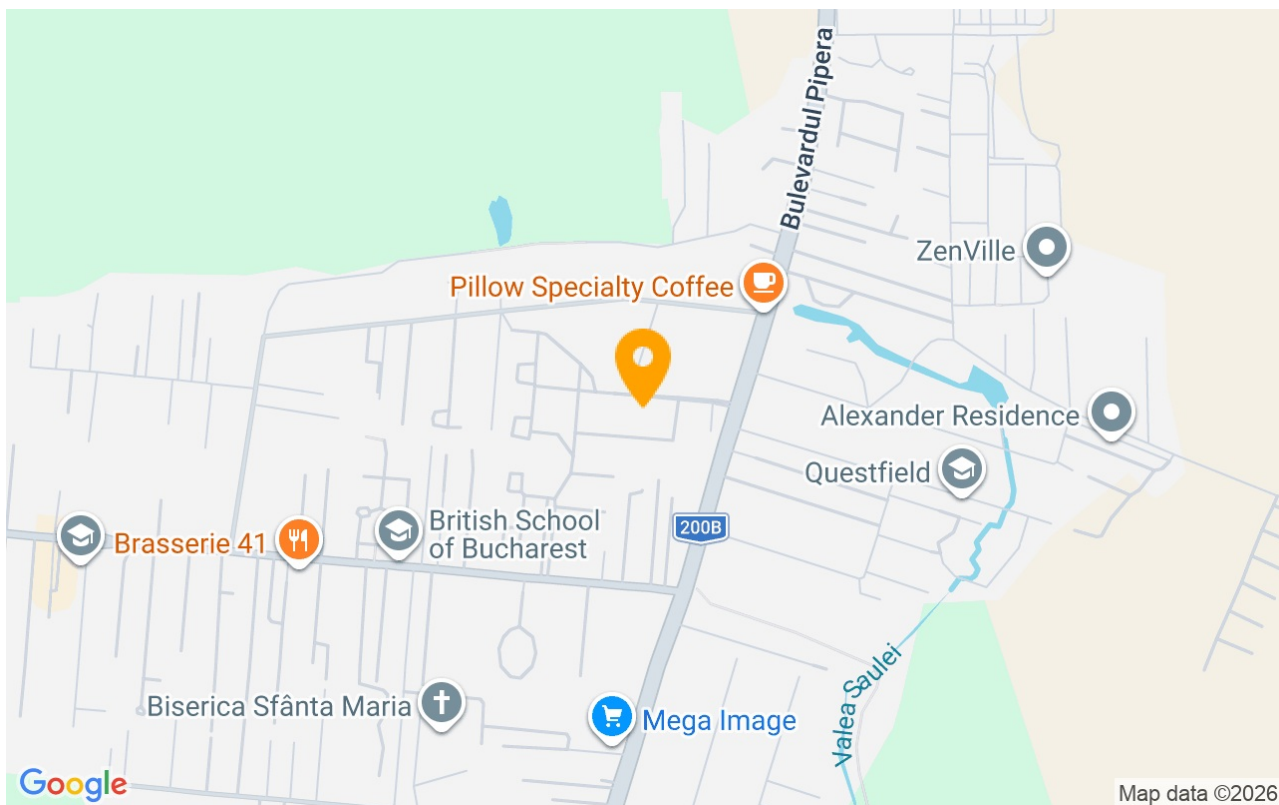 Bulevardul Pipera
ZenVille
Pillow Specialty Coffee
Alexander Residence
Questfield
British School
of Bucharest
200B
Brasserie 41
Valea Saulei
Biserica Sfânta Maria
Mega Image
Google
Map data ©2026